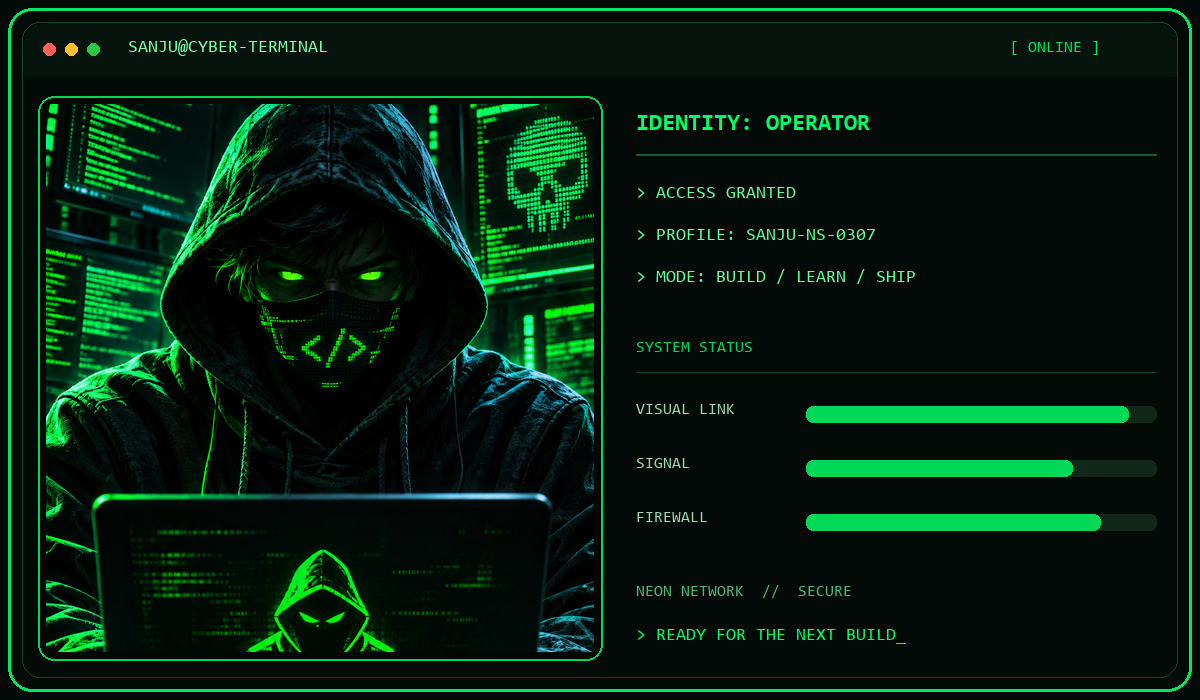 SANJU@CYBER-TERMINAL
[ ONLINE ]
</>
IDENTITY: OPERATOR
> ACCESS GRANTED
> PROFILE: SANJU-NS-0307
> MODE: BUILD / LEARN / SHIP
SYSTEM STATUS
VISUAL LINK
SIGNAL
FIREWALL
NEON NETWORK // SECURE
> READY FOR THE NEXT BUILD_